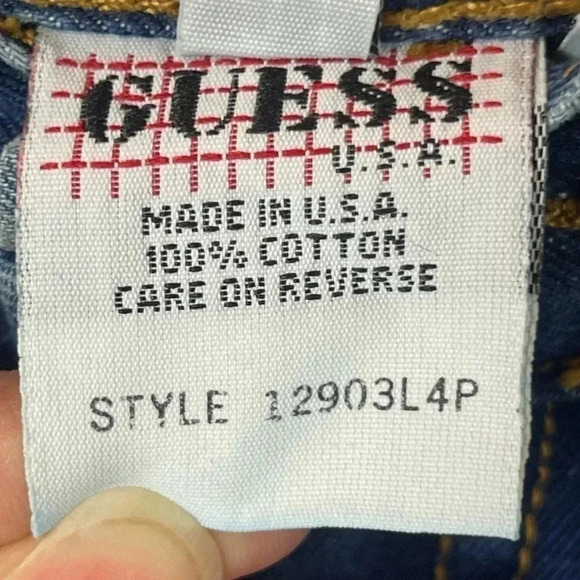 GUESS
U.S.A.
MADE IN U.S.A.
100% COTTON
CARE ON REVERSE
STYLE 12903L4P